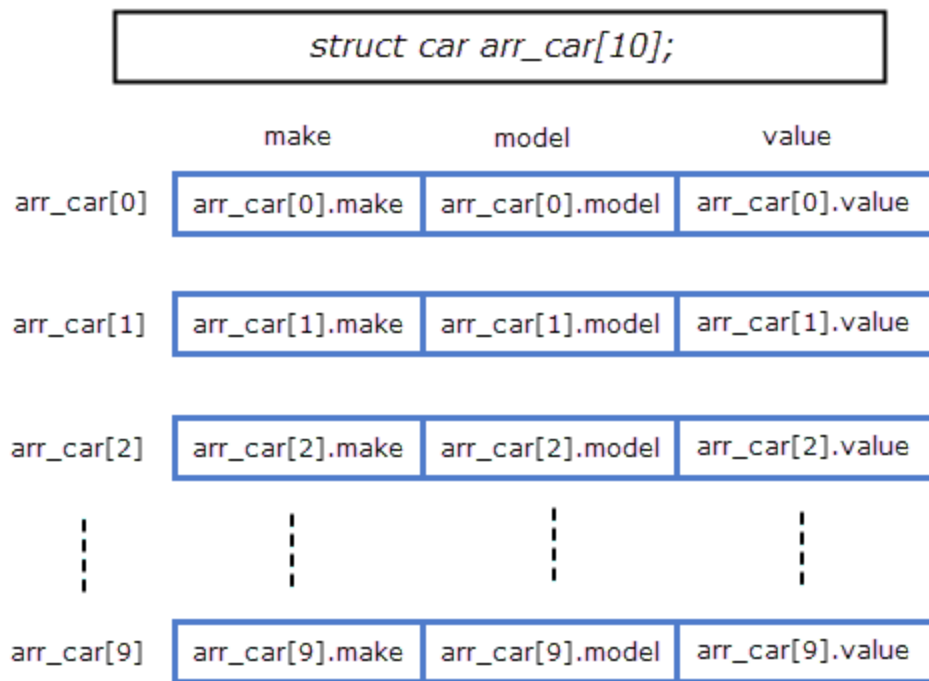 struct car arr_car[10];
make model value
arr_car[0] arr_car[0].make arr_car[0].model arr_car[0].value
arr_car[1] arr_car[1].make arr_car[1].model arr_car[1].value
arr_car[2] arr_car[2].make arr_car[2].model arr_car[2].value
arr_car[9] arr_car[9].make arr_car[9].model arr_car[9].value